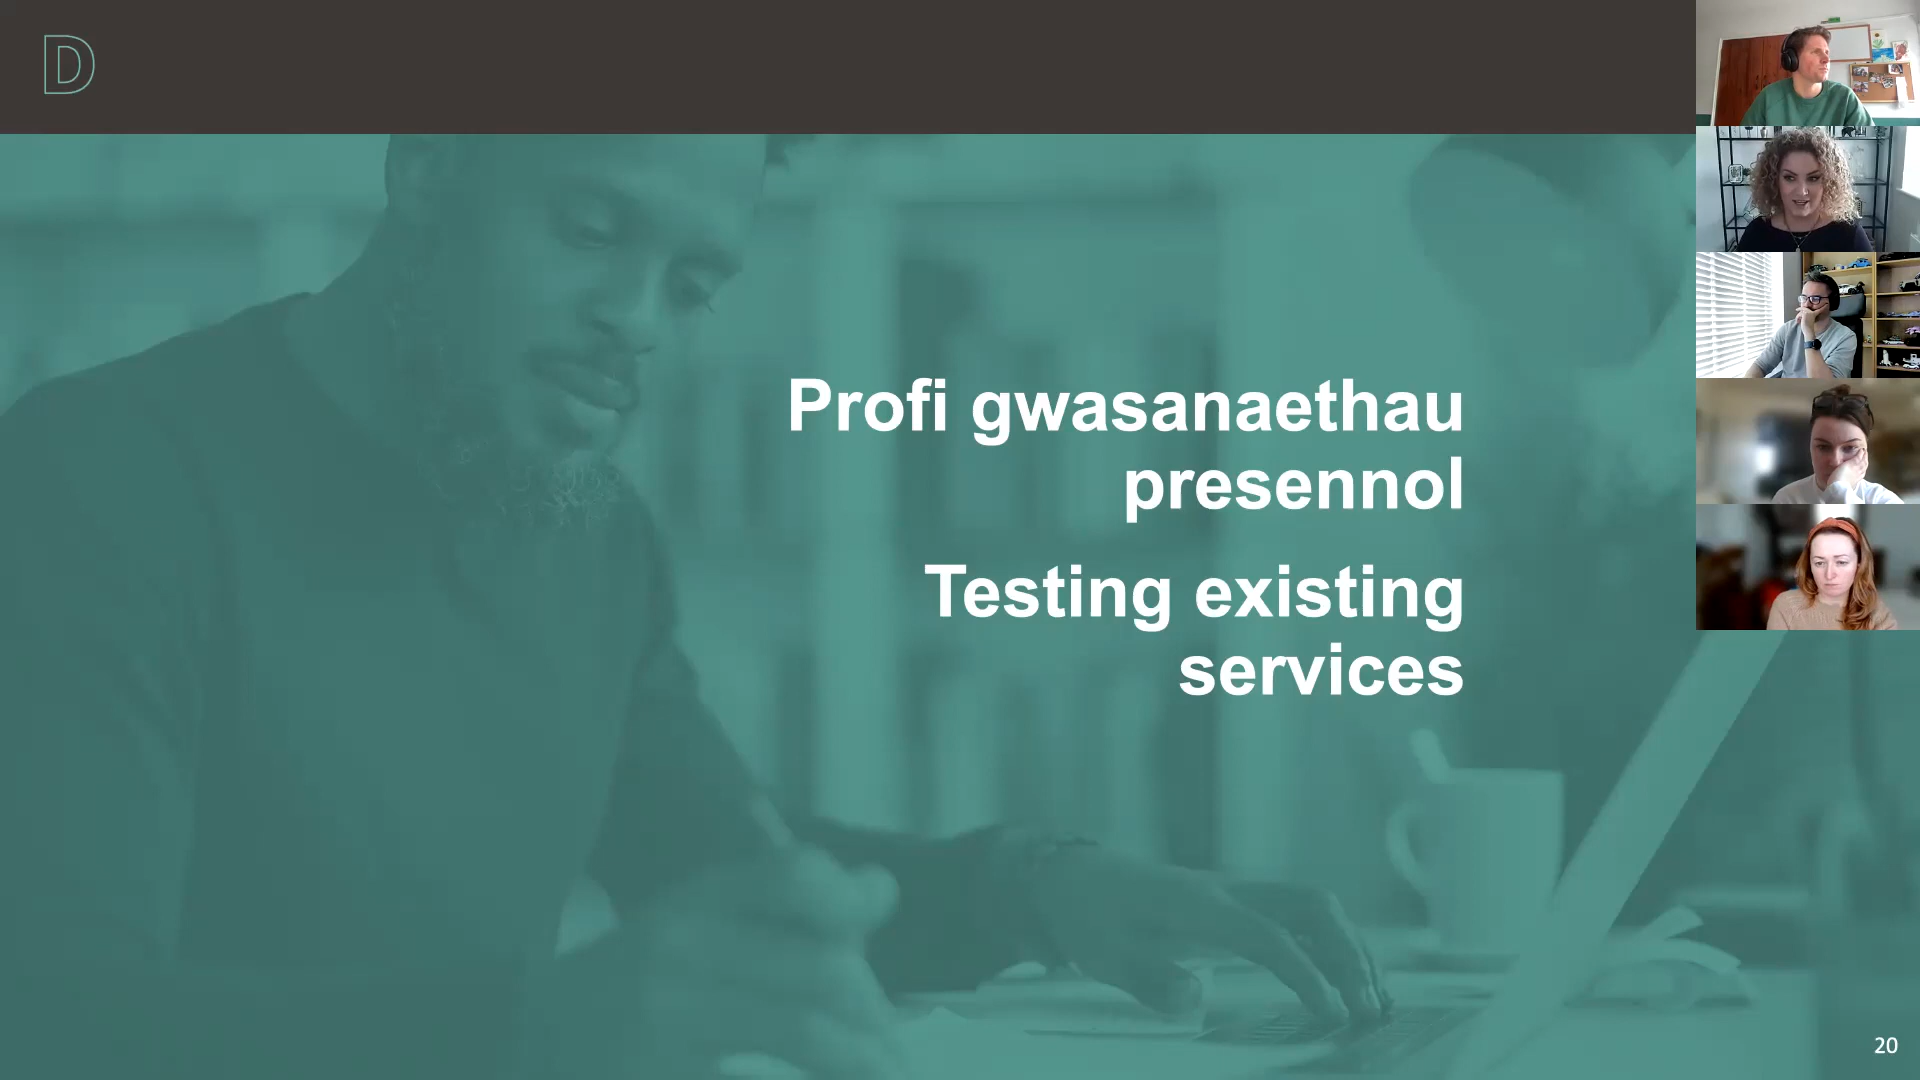 D
Profi gwasanaethau
presennol
Testing existing
services
20